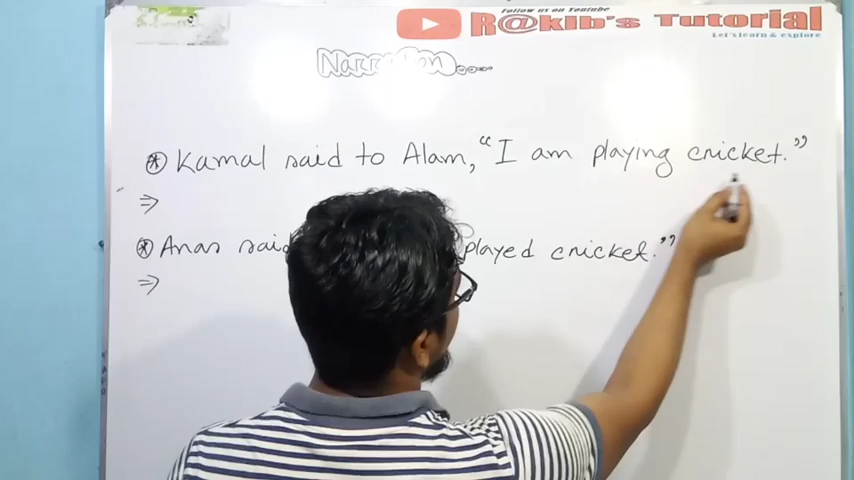 Follow us on Youtube
R@kib's Tutorial
Let's learn & explore
Narration....
* Kamal said to Alam, “I am playing cricket.”
⇒
* Anas said played cricket.”
⇒